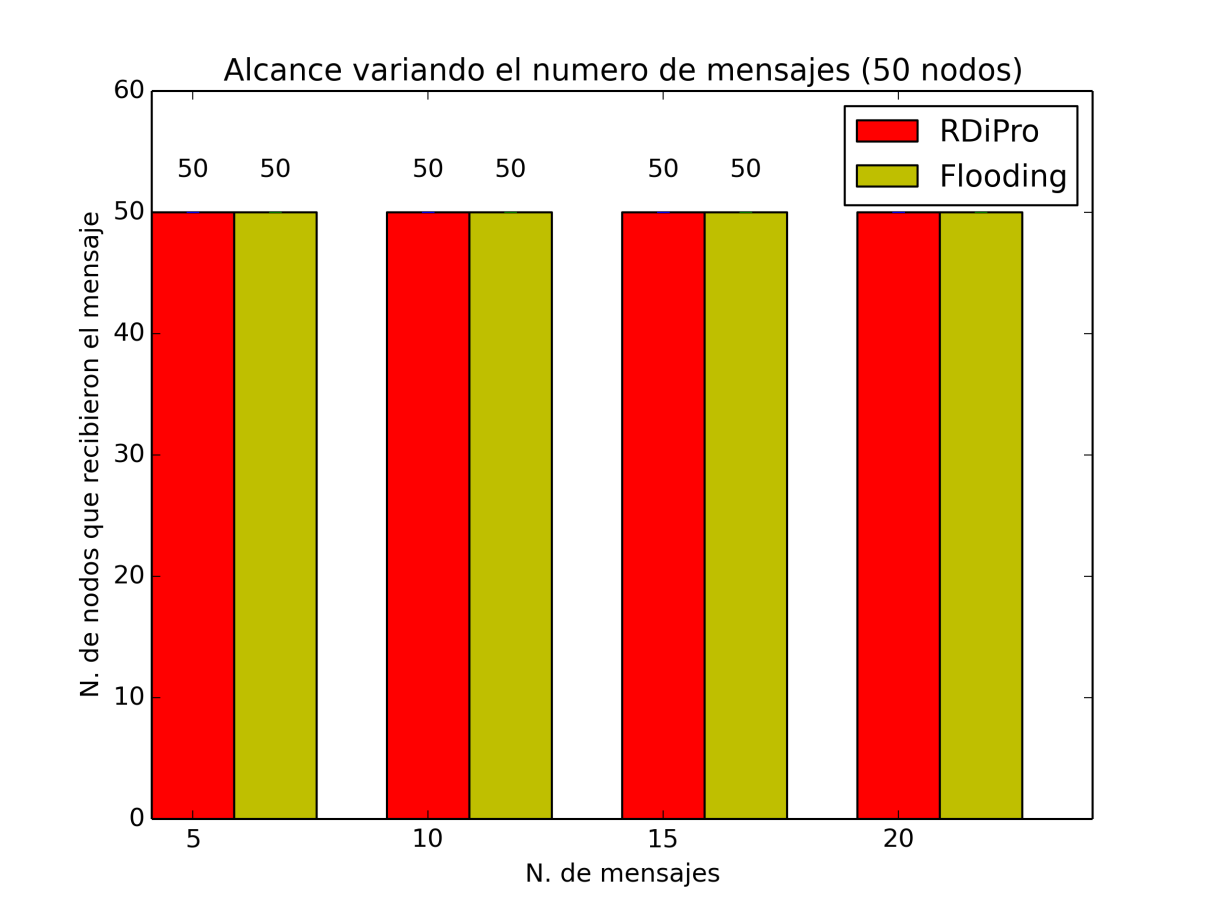 Alcance variando el numero de mensajes (50 nodos)
60
50
40
30
20
10
0
N. de nodos que recibieron el mensaje
50 50 50 50 50 50
RDiPro
Flooding
5 10 15 20
N. de mensajes